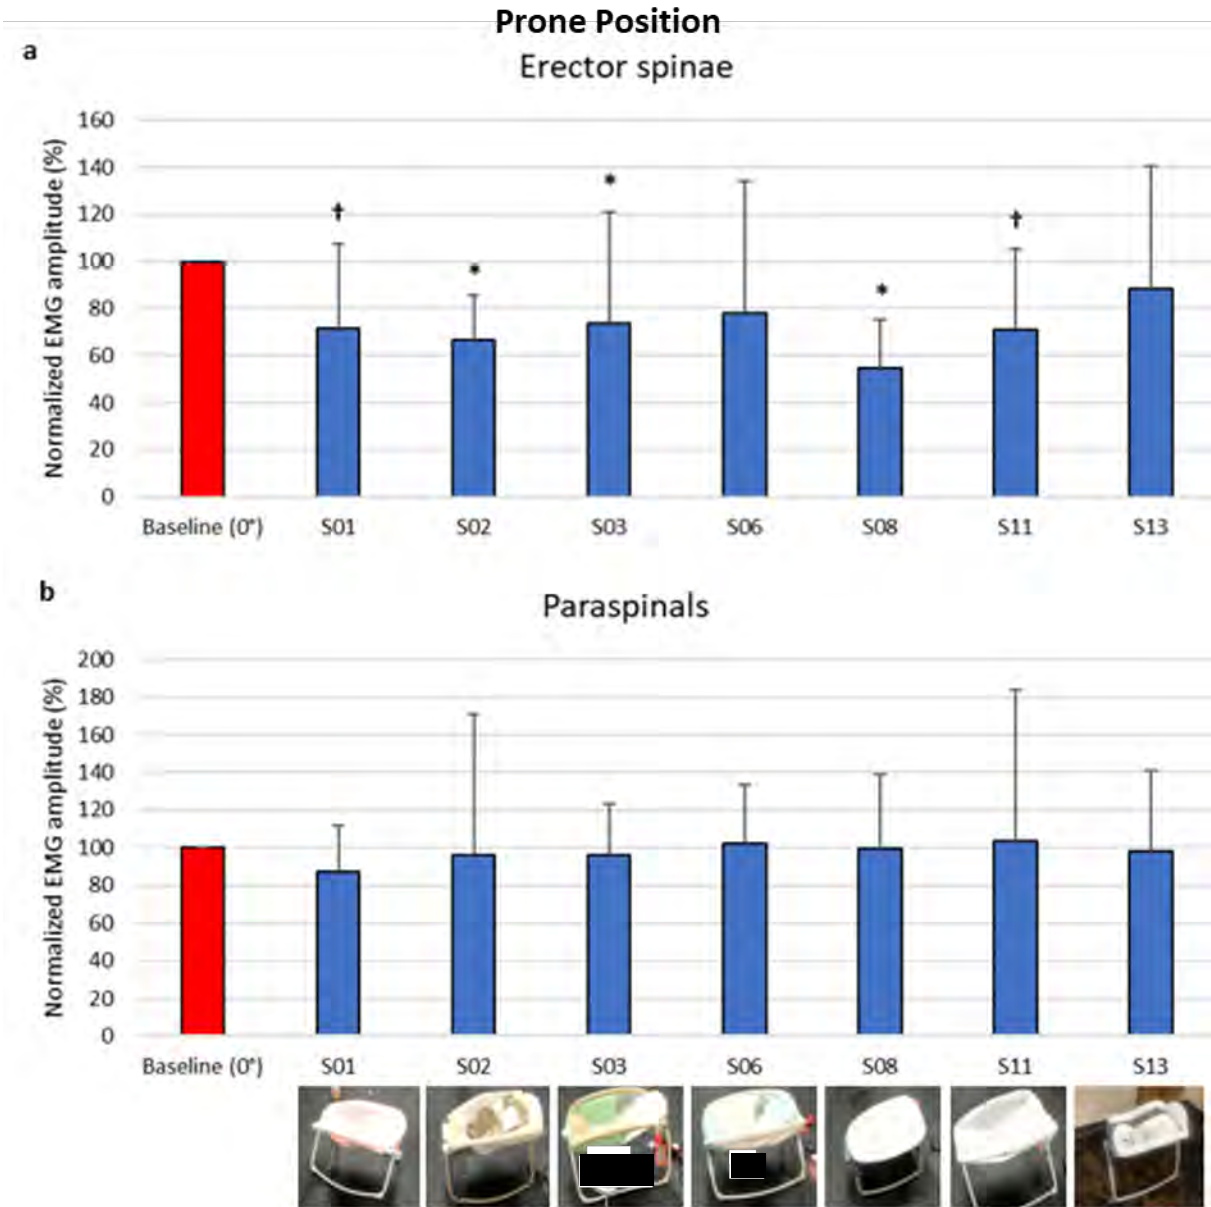 Prone Position
a
Erector spinae
Normalized EMG amplitude (%)
160
140
120
100
80
60
40
20
0
† * * * †
Baseline (0°) S01 S02 S03 S06 S08 S11 S13
b
Paraspinals
Normalized EMG amplitude (%)
200
180
160
140
120
100
80
60
40
20
0
Baseline (0°) S01 S02 S03 S06 S08 S11 S13